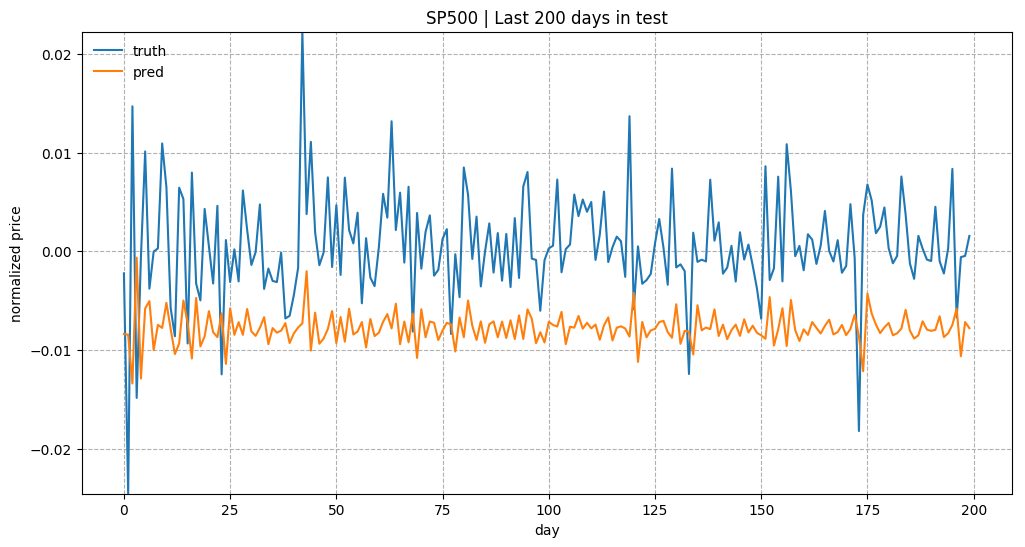 SP500 | Last 200 days in test
truth
pred
normalized price
0.02
0.01
0.00
−0.01
−0.02
0 25 50 75 100 125 150 175 200
day